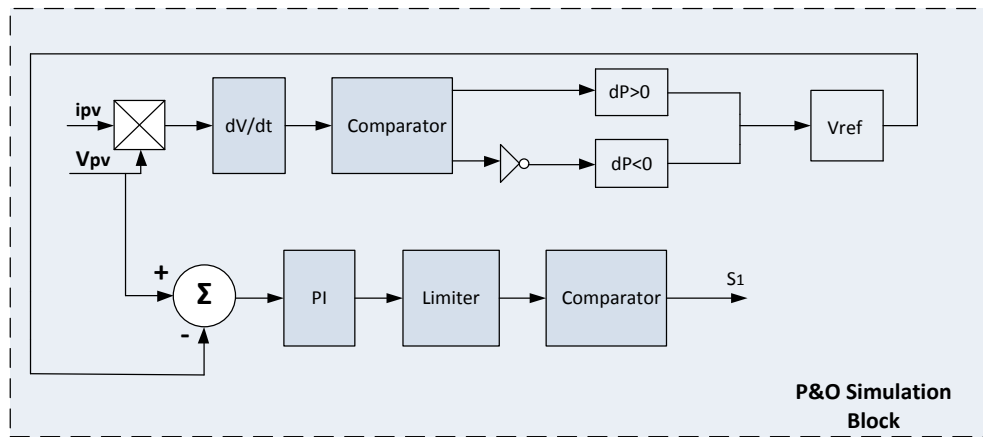 ipv
Vpv
dV/dt
Comparator
dP>0
dP<0
Vref
+
-
Σ
PI
Limiter
Comparator
S1
P&O Simulation
Block